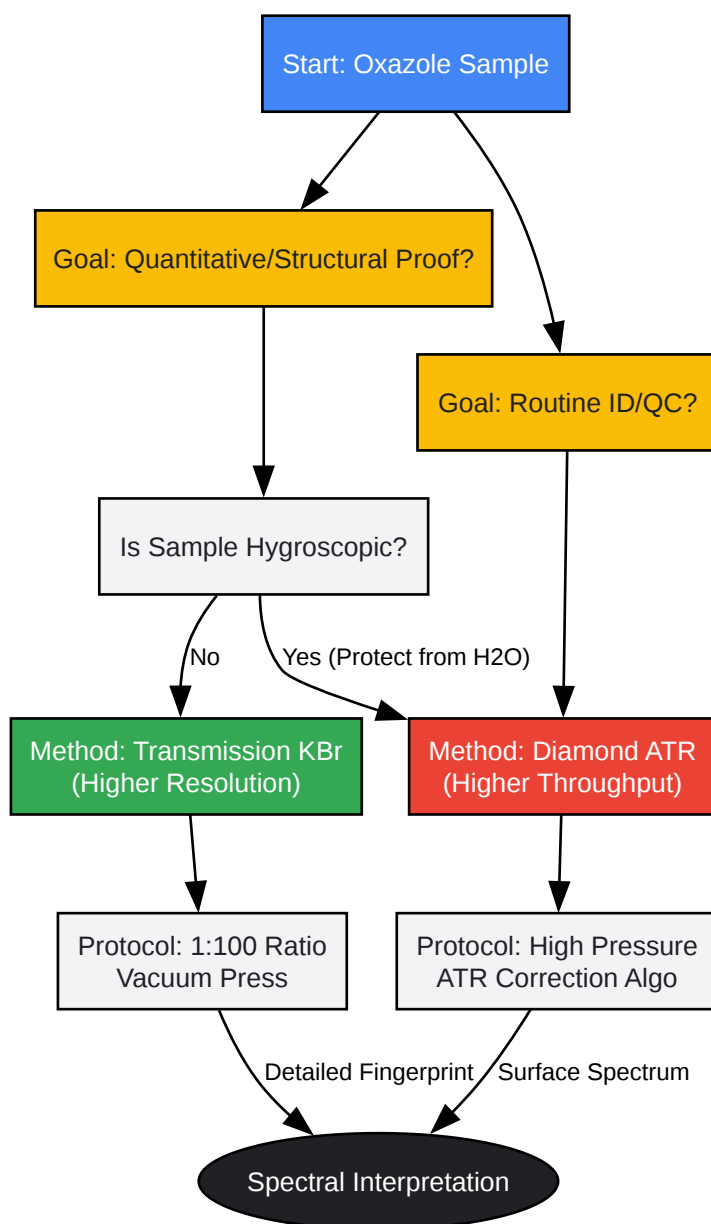 Start: Oxazole Sample
Goal: Quantitative/Structural Proof?
Goal: Routine ID/QC?
Is Sample Hygroscopic?
No
Yes (Protect from H2O)
Method: Transmission KBr
(Higher Resolution)
Method: Diamond ATR
(Higher Throughput)
Protocol: 1:100 Ratio
Vacuum Press
Protocol: High Pressure
ATR Correction Algo
Detailed Fingerprint
Surface Spectrum
Spectral Interpretation